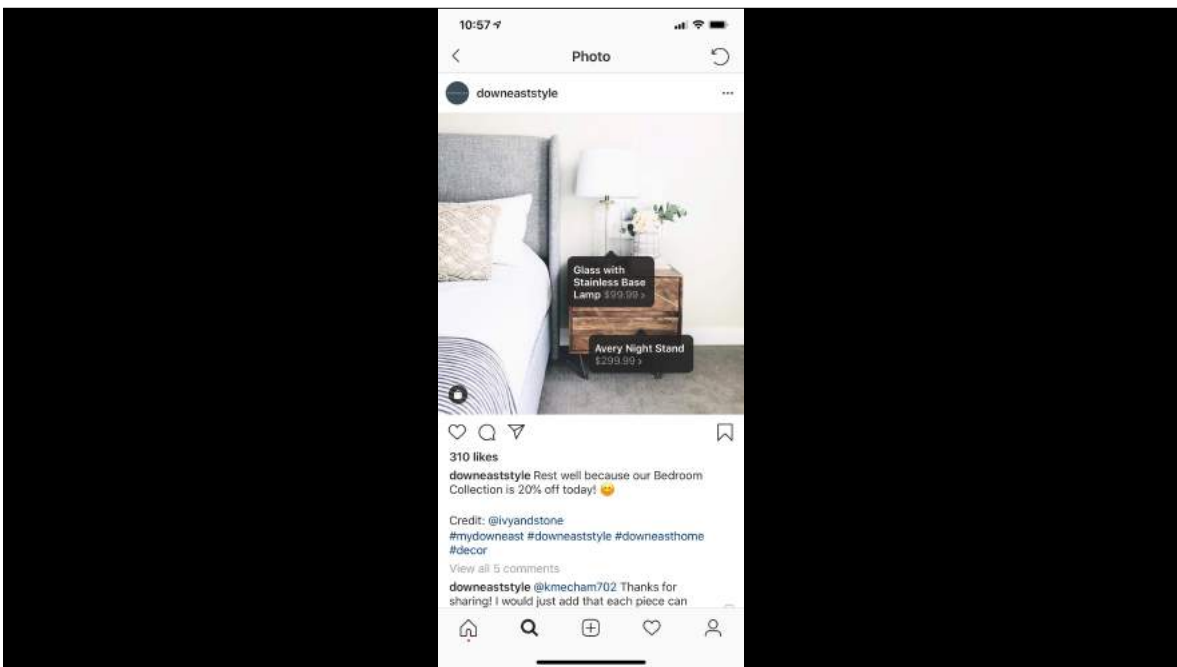 10:57
Photo
downeaststyle
Glass with
Stainless Base
Lamp $99.99 >
Avery Night Stand
$299.99 >
310 likes
downeaststyle Rest well because our Bedroom
Collection is 20% off today! 😊
Credit: @ivyandstone
#mydowneast #downeaststyle #downeasthome
#decor
View all 5 comments
downeaststyle @kmecham702 Thanks for
sharing! I would just add that each piece can